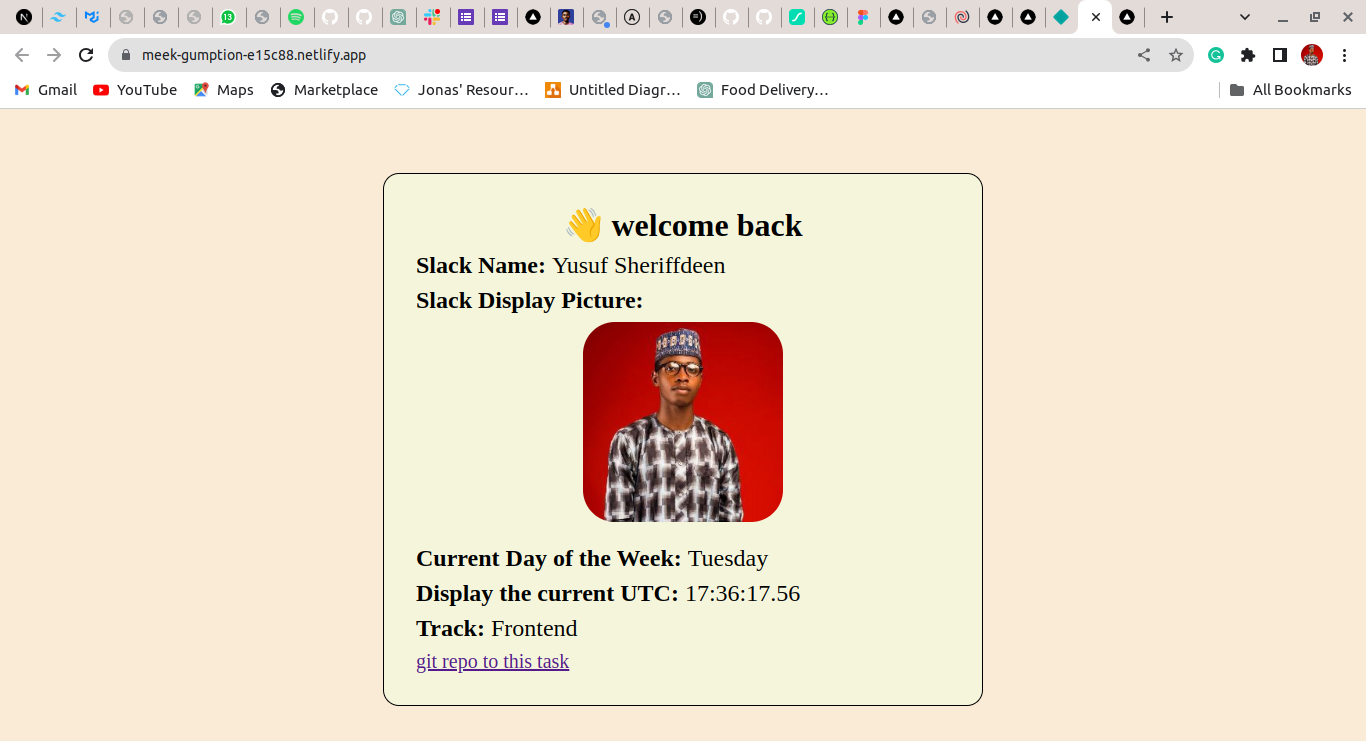 13
meek-gumption-e15c88.netlify.app
Gmail
YouTube
Maps
Marketplace
Jonas' Resour...
Untitled Diagr...
Food Delivery...
All Bookmarks
👋 welcome back
Slack Name: Yusuf Sheriffdeen
Slack Display Picture:
Current Day of the Week: Tuesday
Display the current UTC: 17:36:17.56
Track: Frontend
git repo to this task